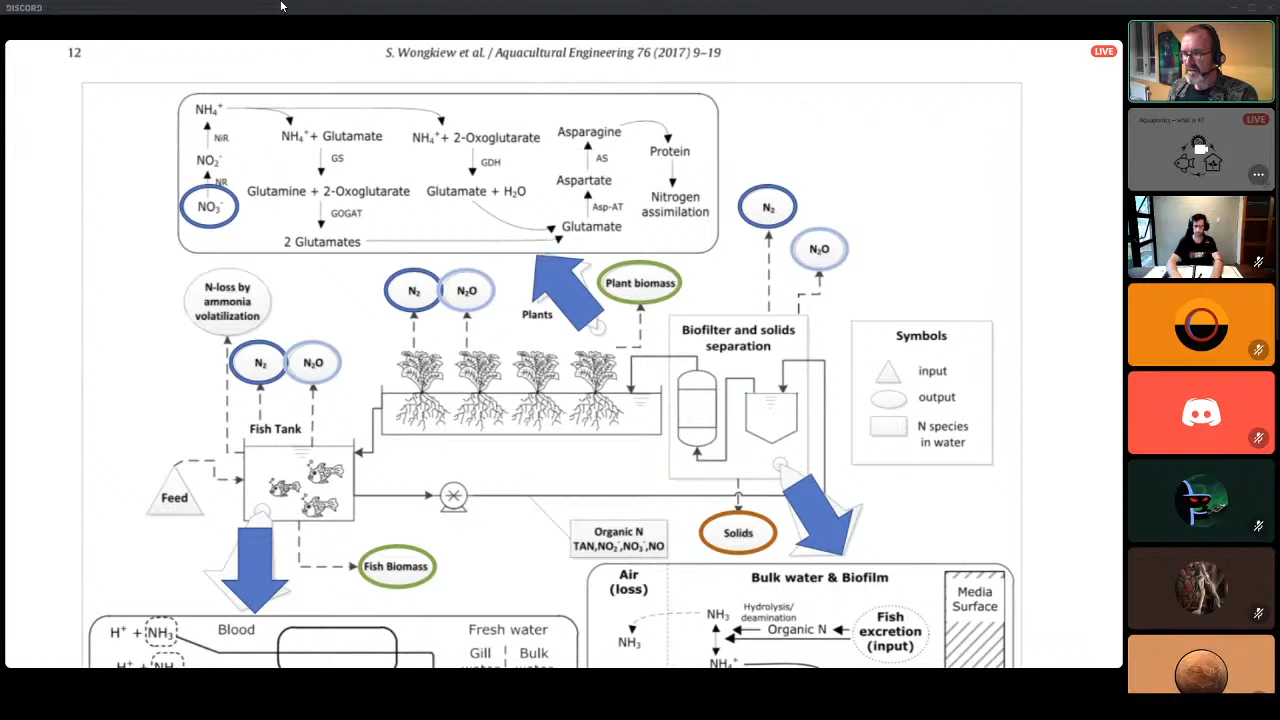 DISCORD
12
S. Wongkiew et al. / Aquacultural Engineering 76 (2017) 9–19
LIVE
NH₄⁺
NiR
NO₂⁻
NR
NO₃⁻
NH₄⁺+ Glutamate
GS
Glutamine + 2-Oxoglutarate
GOGAT
2 Glutamates
NH₄⁺+ 2-Oxoglutarate
GDH
Glutamate + H₂O
Asparagine
AS
Aspartate
Asp-AT
Glutamate
Protein
Nitrogen
assimilation
N₂
N₂O
N-loss by
ammonia
volatilization
N₂
N₂O
Plants
Plant biomass
Biofilter and solids
separation
Symbols
input
output
N species
in water
N₂
N₂O
Fish Tank
Feed
Organic N
TAN,NO₂⁻,NO₃⁻,NO
Solids
Fish Biomass
H⁺ + NH₃
Blood
Fresh water
Gill
Bulk
Air
(loss)
Bulk water & Biofilm
Media
Surface
NH₃
Hydrolysis/
deamination
Organic N
Fish
excretion
(input)
NH₃
NH₄⁺
Aquaponics – what is it?
LIVE